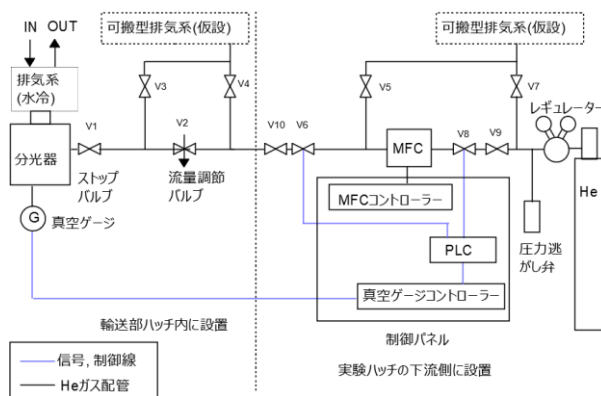 可搬型排気系(仮設)
可搬型排気系(仮設)
IN OUT
排気系
(水冷)
V3
V4
V5
V7
レギュレーター
V1
V2
V10
V6
MFC
V8
V9
分光器
ストップ
バルブ
流量調節
バルブ
He
G
真空ゲージ
MFCコントローラー
PLC
圧力逃
がし弁
真空ゲージコントローラー
輸送部ハッチ内に設置
制御パネル
実験ハッチの下流側に設置
信号, 制御線
Heガス配管